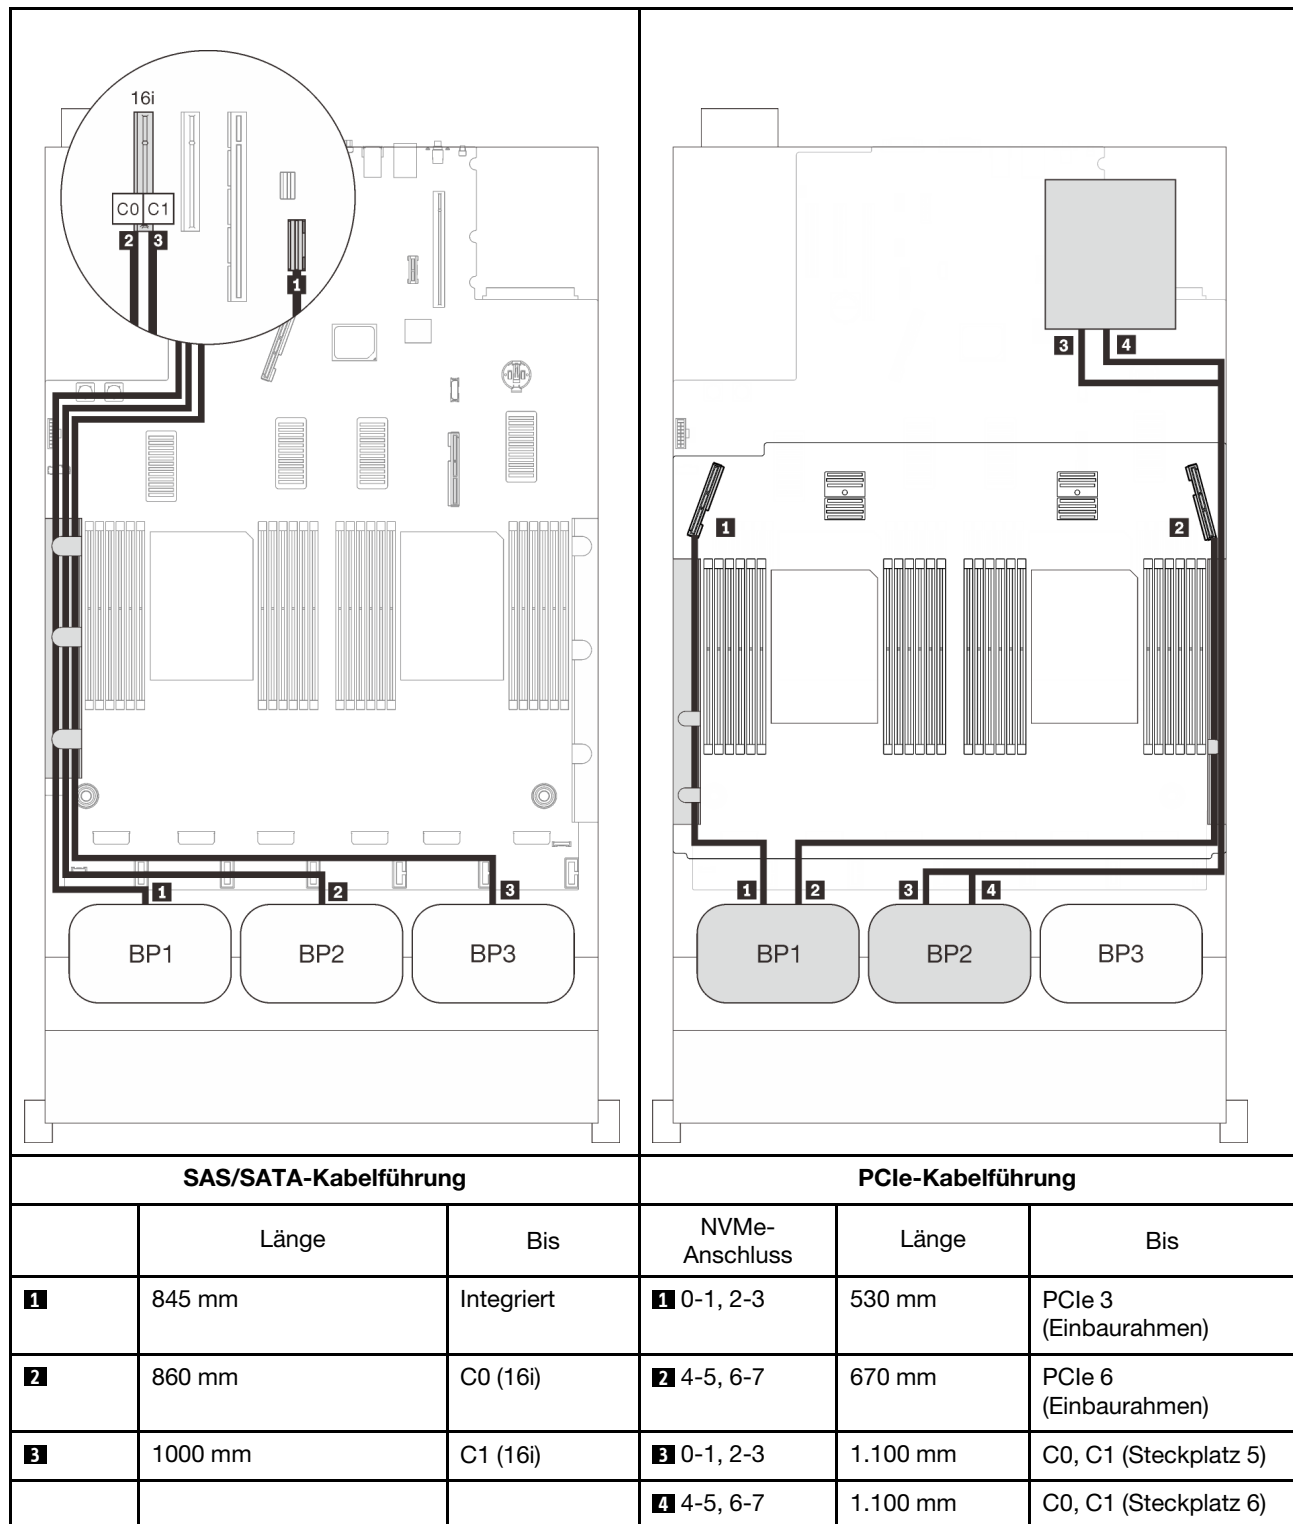 16i
C0 C1
2 3
1
1
2
3
BP1
BP2
BP3
3
4
1
2
1
2
3
4
BP1
BP2
BP3
SAS/SATA-Kabelführung
PCIe-Kabelführung
Länge
Bis
NVMe-
Anschluss
Länge
Bis
1
845 mm
Integriert
1 0-1, 2-3
530 mm
PCIe 3
(Einbaurahmen)
2
860 mm
C0 (16i)
2 4-5, 6-7
670 mm
PCIe 6
(Einbaurahmen)
3
1000 mm
C1 (16i)
3 0-1, 2-3
1.100 mm
C0, C1 (Steckplatz 5)
4 4-5, 6-7
1.100 mm
C0, C1 (Steckplatz 6)